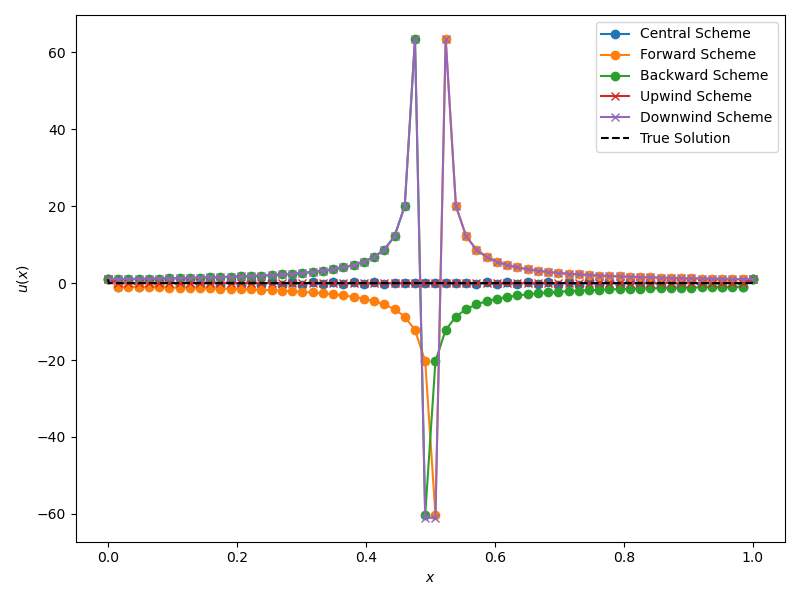 Central Scheme
Forward Scheme
Backward Scheme
Upwind Scheme
Downwind Scheme
True Solution
60
40
20
0
−20
−40
−60
u(x)
0.0 0.2 0.4 0.6 0.8 1.0
x